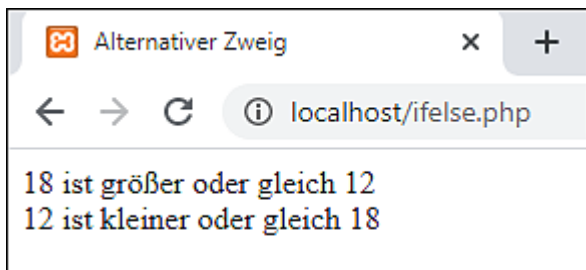 Alternativer Zweig
localhost/ifelse.php
18 ist größer oder gleich 12
12 ist kleiner oder gleich 18